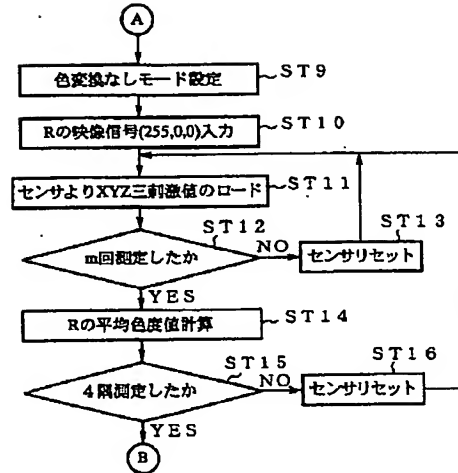 A
色変換なしモード設定
ST9
Rの映像信号(255,0,0)入力
ST10
センサよりXYZ三刺激値のロード
ST11
m回測定したか
ST12
NO
センサリセット
ST13
YES
Rの平均色度値計算
ST14
4隅測定したか
ST15
NO
センサリセット
ST16
YES
B